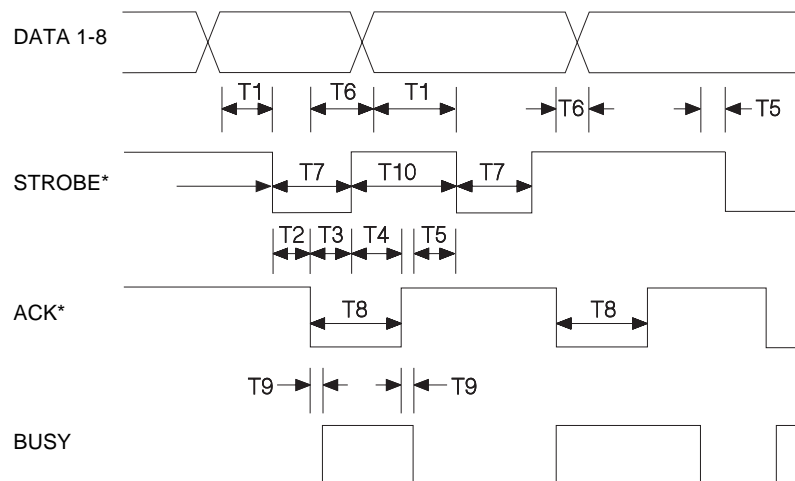 DATA 1-8
T1 T6 T1 T6 T5
STROBE*
T7 T10 T7
T2 T3 T4 T5
ACK*
T8 T8
T9 T9
BUSY